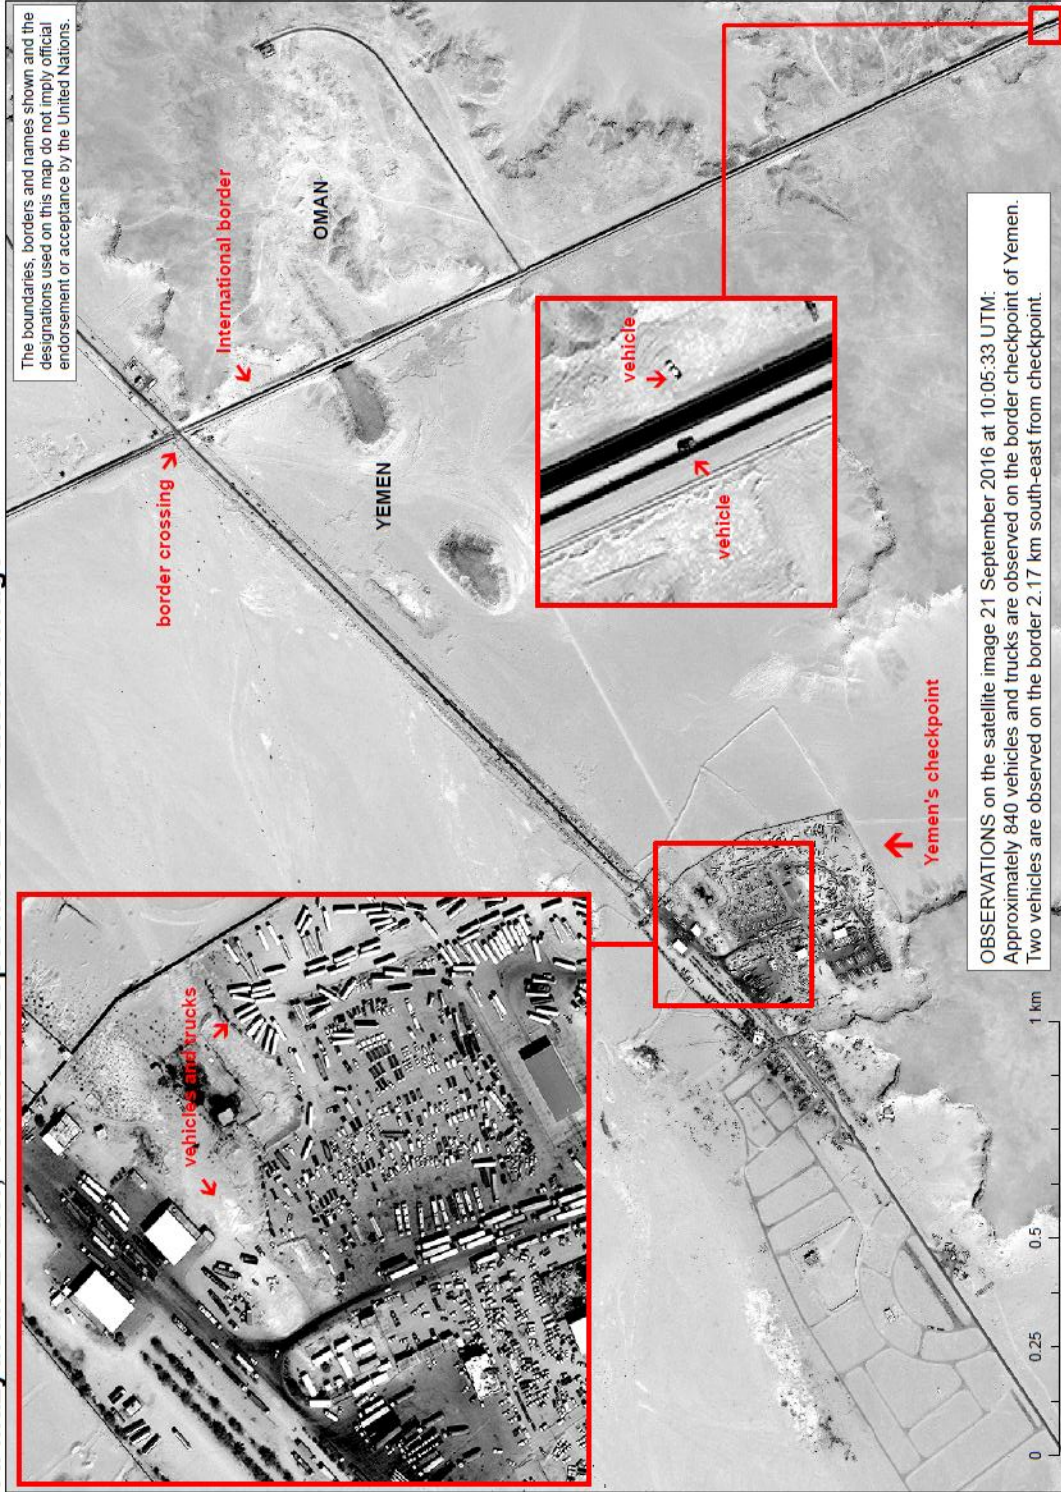 The boundaries, borders and names shown and the
designations used on this map do not imply official
endorsement or acceptance by the United Nations.
border crossing
International border
OMAN
YEMEN
vehicles and trucks
vehicle
vehicle
Yemen's checkpoint
OBSERVATIONS on the satellite image 21 September 2016 at 10:05:33 UTM:
Approximately 840 vehicles and trucks are observed on the border checkpoint of Yemen.
Two vehicles are observed on the border 2.17 km south-east from checkpoint.
0 0.25 0.5 1 km